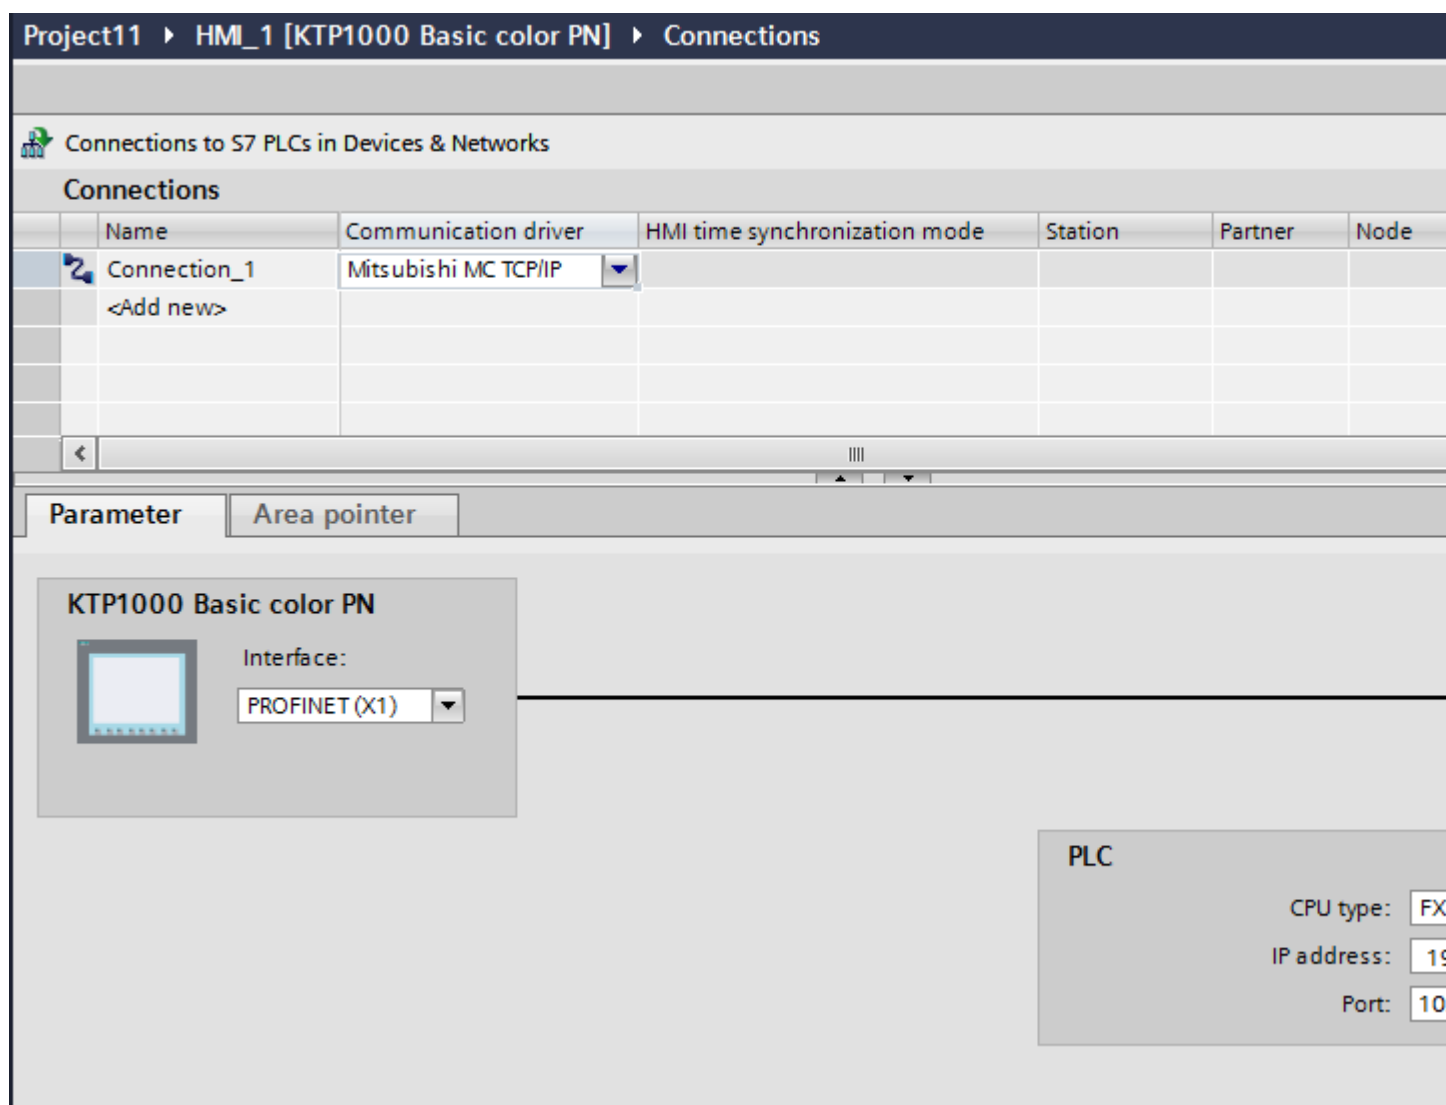 Project11 ▸ HMI_1 [KTP1000 Basic color PN] ▸ Connections
Connections to S7 PLCs in Devices & Networks
Connections
Name Communication driver HMI time synchronization mode Station Partner Node
Connection_1 Mitsubishi MC TCP/IP
<Add new>
Parameter Area pointer
KTP1000 Basic color PN
Interface:
PROFINET (X1)
PLC
CPU type: FX
IP address: 19
Port: 10